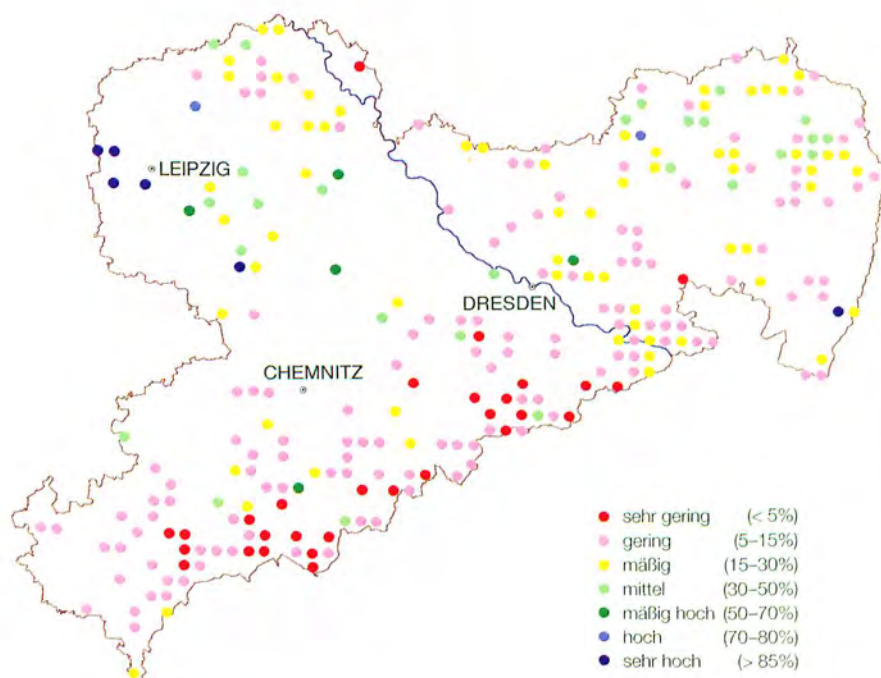 LEIPZIG
DRESDEN
CHEMNITZ
sehr gering (< 5%)
gering (5–15%)
mäßig (15–30%)
mittel (30–50%)
mäßig hoch (50–70%)
hoch (70–80%)
sehr hoch (> 85%)